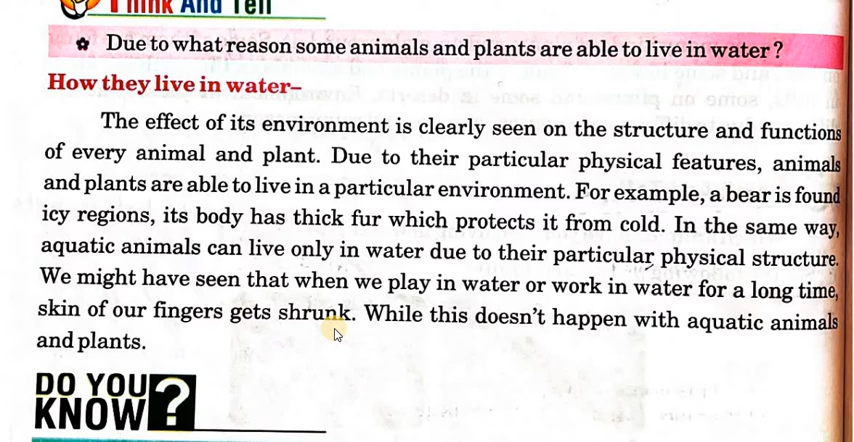 Think And Tell
Due to what reason some animals and plants are able to live in water ?
How they live in water–
The effect of its environment is clearly seen on the structure and functions
of every animal and plant. Due to their particular physical features, animals
and plants are able to live in a particular environment. For example, a bear is found
icy regions, its body has thick fur which protects it from cold. In the same way,
aquatic animals can live only in water due to their particular physical structure.
We might have seen that when we play in water or work in water for a long time,
skin of our fingers gets shrunk. While this doesn't happen with aquatic animals
and plants.
DO YOU
KNOW ?